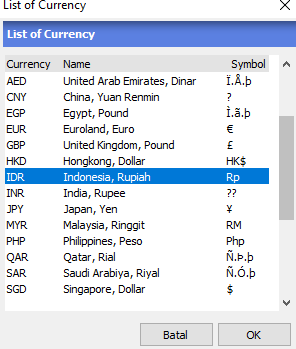 List of Currency
List of Currency
Currency Name Symbol
AED United Arab Emirates, Dinar Ï.Å.þ
CNY China, Yuan Renmin ?
EGP Egypt, Pound Ì.ã.þ
EUR Euroland, Euro €
GBP United Kingdom, Pound £
HKD Hongkong, Dollar HK$
IDR Indonesia, Rupiah Rp
INR India, Rupee ??
JPY Japan, Yen ¥
MYR Malaysia, Ringgit RM
PHP Philippines, Peso Php
QAR Qatar, Rial Ñ.Þ.þ
SAR Saudi Arabiya, Riyal Ñ.Ó.þ
SGD Singapore, Dollar $
Batal OK